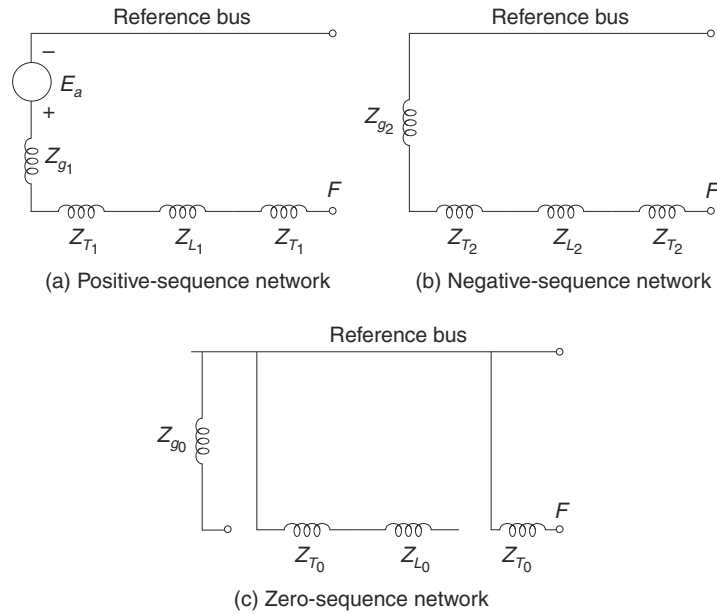 Reference bus
−
E_a
+
Z_g1
F
Z_T1 Z_L1 Z_T1
(a) Positive-sequence network
Reference bus
Z_g2
F
Z_T2 Z_L2 Z_T2
(b) Negative-sequence network
Reference bus
Z_g0
F
Z_T0 Z_L0 Z_T0
(c) Zero-sequence network